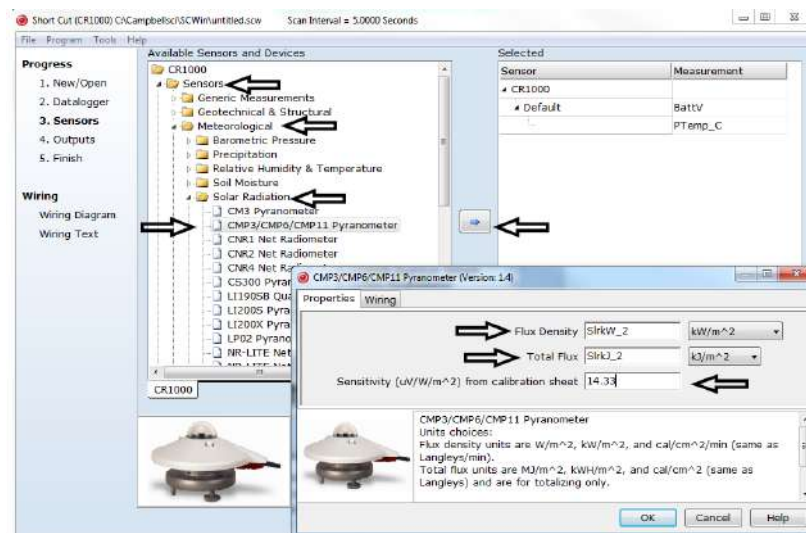 Short Cut (CR1000) C:\Campbellsci\SCWin\untitled.scw Scan Interval = 5.0000 Seconds
File Program Tools Help
Progress
1. New/Open
2. Datalogger
3. Sensors
4. Outputs
5. Finish
Wiring
Wiring Diagram
Wiring Text
Available Sensors and Devices
CR1000
Sensors
Generic Measurements
Geotechnical & Structural
Meteorological
Barometric Pressure
Precipitation
Relative Humidity & Temperature
Soil Moisture
Solar Radiation
CM3 Pyranometer
CMP3/CMP6/CMP11 Pyranometer
CNR1 Net Radiometer
CNR2 Net Radiometer
CNR4 Net Ra
CS300 Pyran
LI190SB Qua
LI200S Pyra
LI200X Pyra
LP02 Pyrano
NR-LITE Net
CR1000
Selected
Sensor Measurement
CR1000
Default BattV
PTemp_C
CMP3/CMP6/CMP11 Pyranometer (Version: 1.4)
Properties Wiring
Flux Density SlrkW_2 kW/m^2
Total Flux SlrkJ_2 kJ/m^2
Sensitivity (uV/W/m^2) from calibration sheet 14.33
CMP3/CMP6/CMP11 Pyranometer
Units choices:
Flux density units are W/m^2, kW/m^2, and cal/cm^2/min (same as
Langleys/min).
Total flux units are MJ/m^2, kWH/m^2, and cal/cm^2 (same as
Langleys) and are for totalizing only.
OK Cancel Help